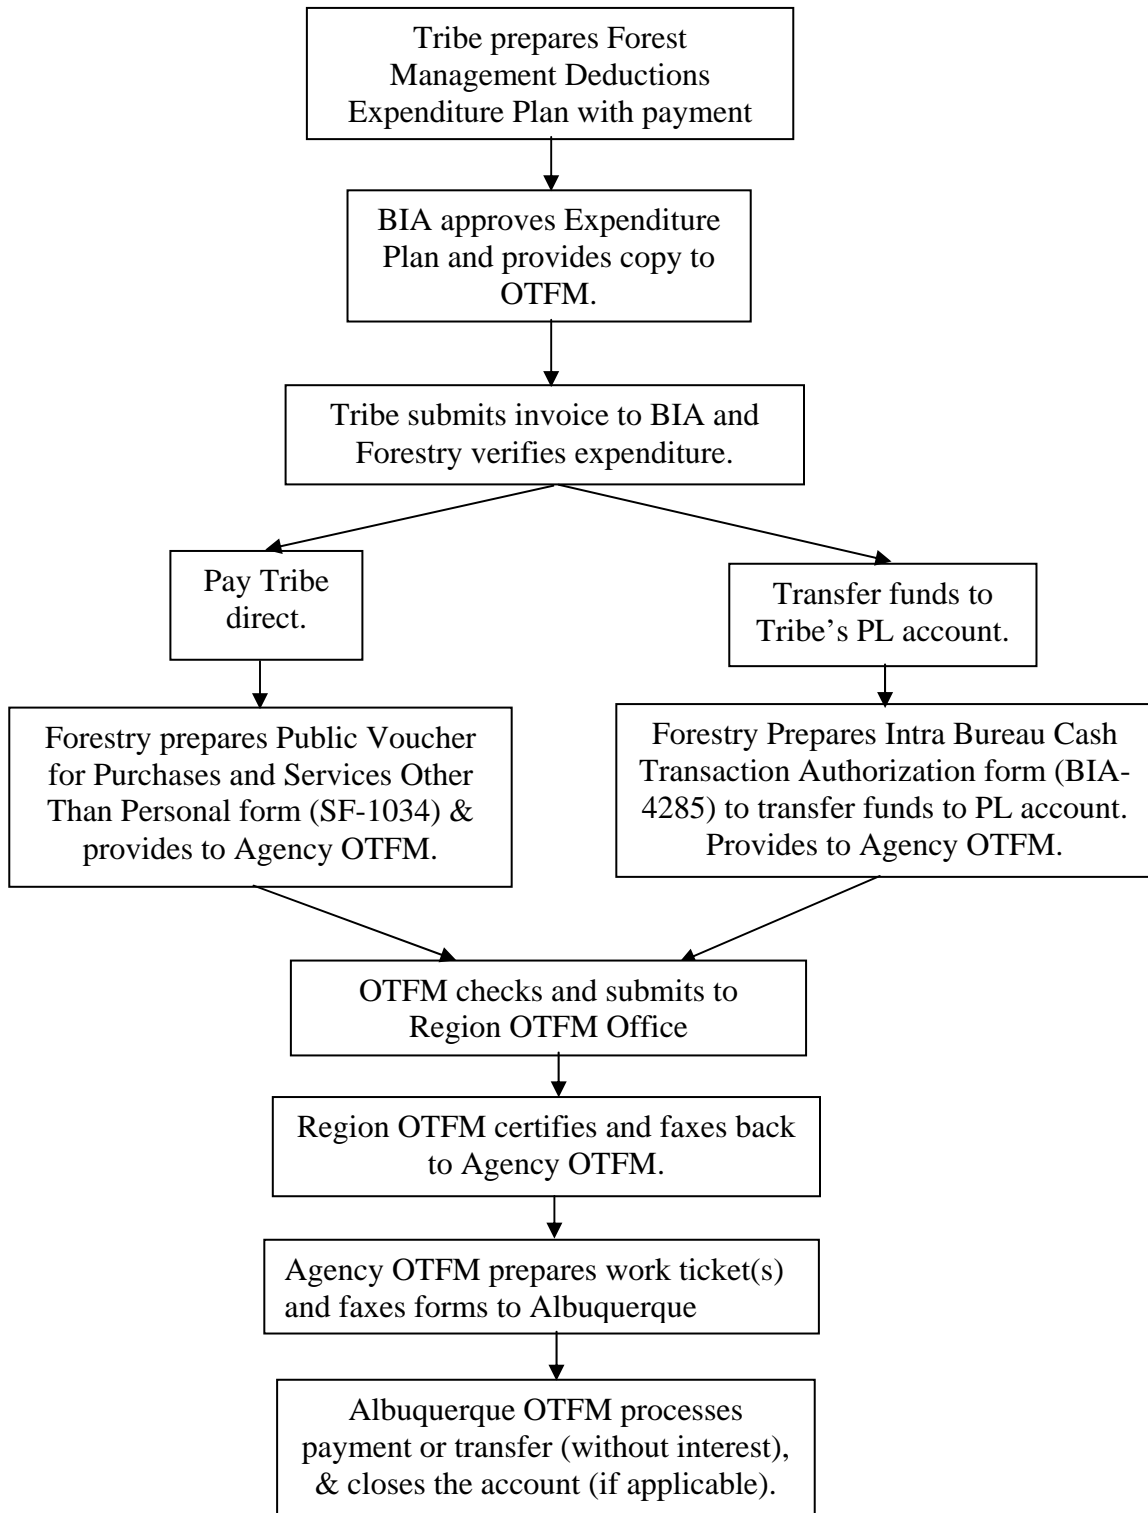 Tribe prepares Forest
Management Deductions
Expenditure Plan with payment
BIA approves Expenditure
Plan and provides copy to
OTFM.
Tribe submits invoice to BIA and
Forestry verifies expenditure.
Pay Tribe
direct.
Transfer funds to
Tribe’s PL account.
Forestry prepares Public Voucher
for Purchases and Services Other
Than Personal form (SF-1034) &
provides to Agency OTFM.
Forestry Prepares Intra Bureau Cash
Transaction Authorization form (BIA-
4285) to transfer funds to PL account.
Provides to Agency OTFM.
OTFM checks and submits to
Region OTFM Office
Region OTFM certifies and faxes back
to Agency OTFM.
Agency OTFM prepares work ticket(s)
and faxes forms to Albuquerque
Albuquerque OTFM processes
payment or transfer (without interest),
& closes the account (if applicable).